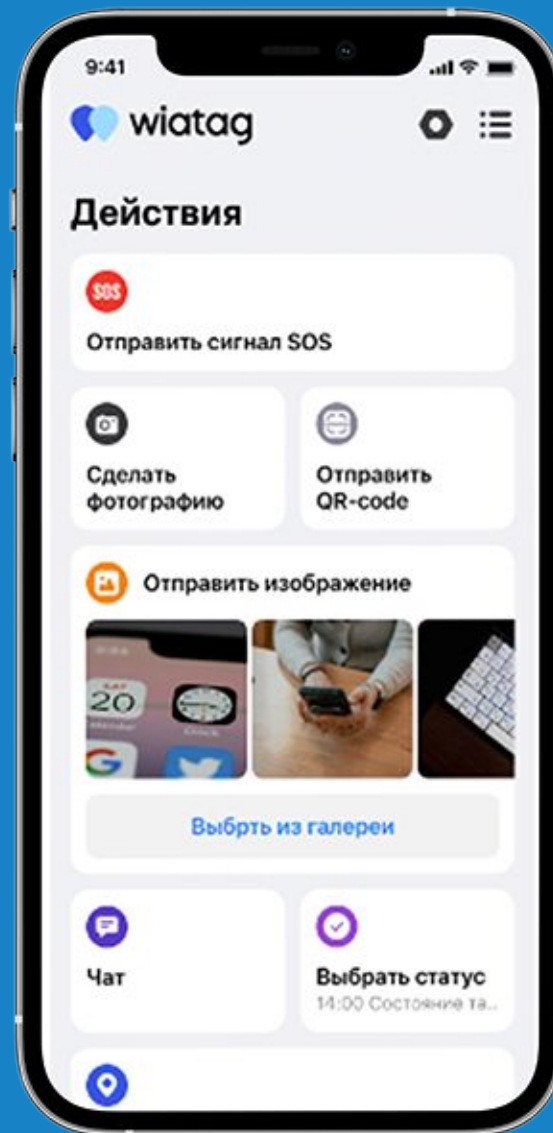 9:41
wiatag
Действия
SOS
Отправить сигнал SOS
Сделать
фотографию
Отправить
QR-code
Отправить изображение
20
G
Выбрть из галереи
Чат
Выбрать статус
14:00 Состояние та...